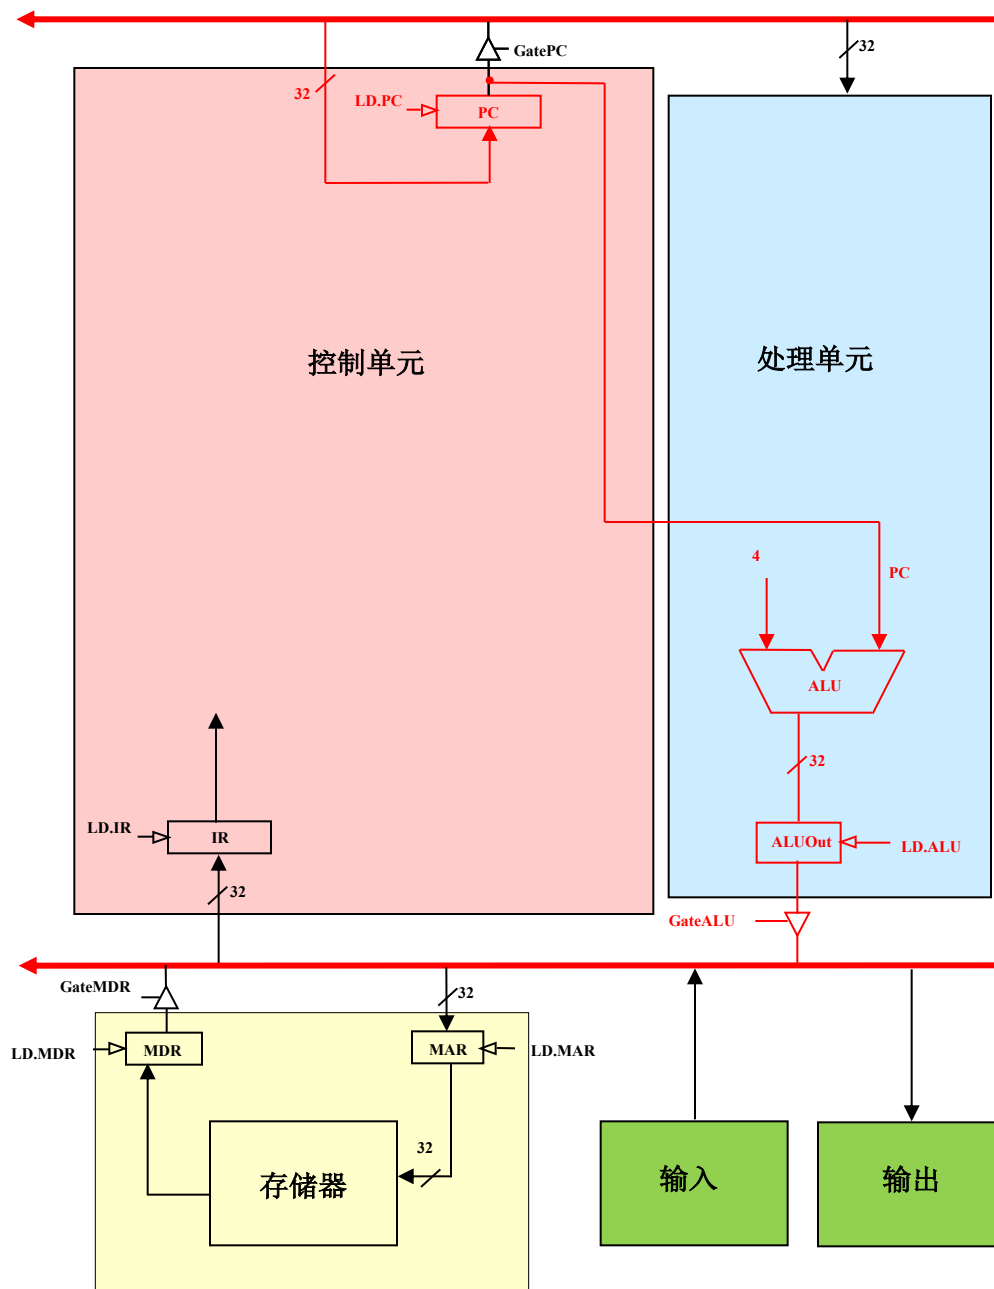 GatePC
32
32
LD.PC
PC
控制单元
处理单元
4
PC
ALU
32
LD.IR
IR
ALUOut
LD.ALU
32
GateALU
GateMDR
32
LD.MDR
MDR
MAR
LD.MAR
32
存储器
输入
输出